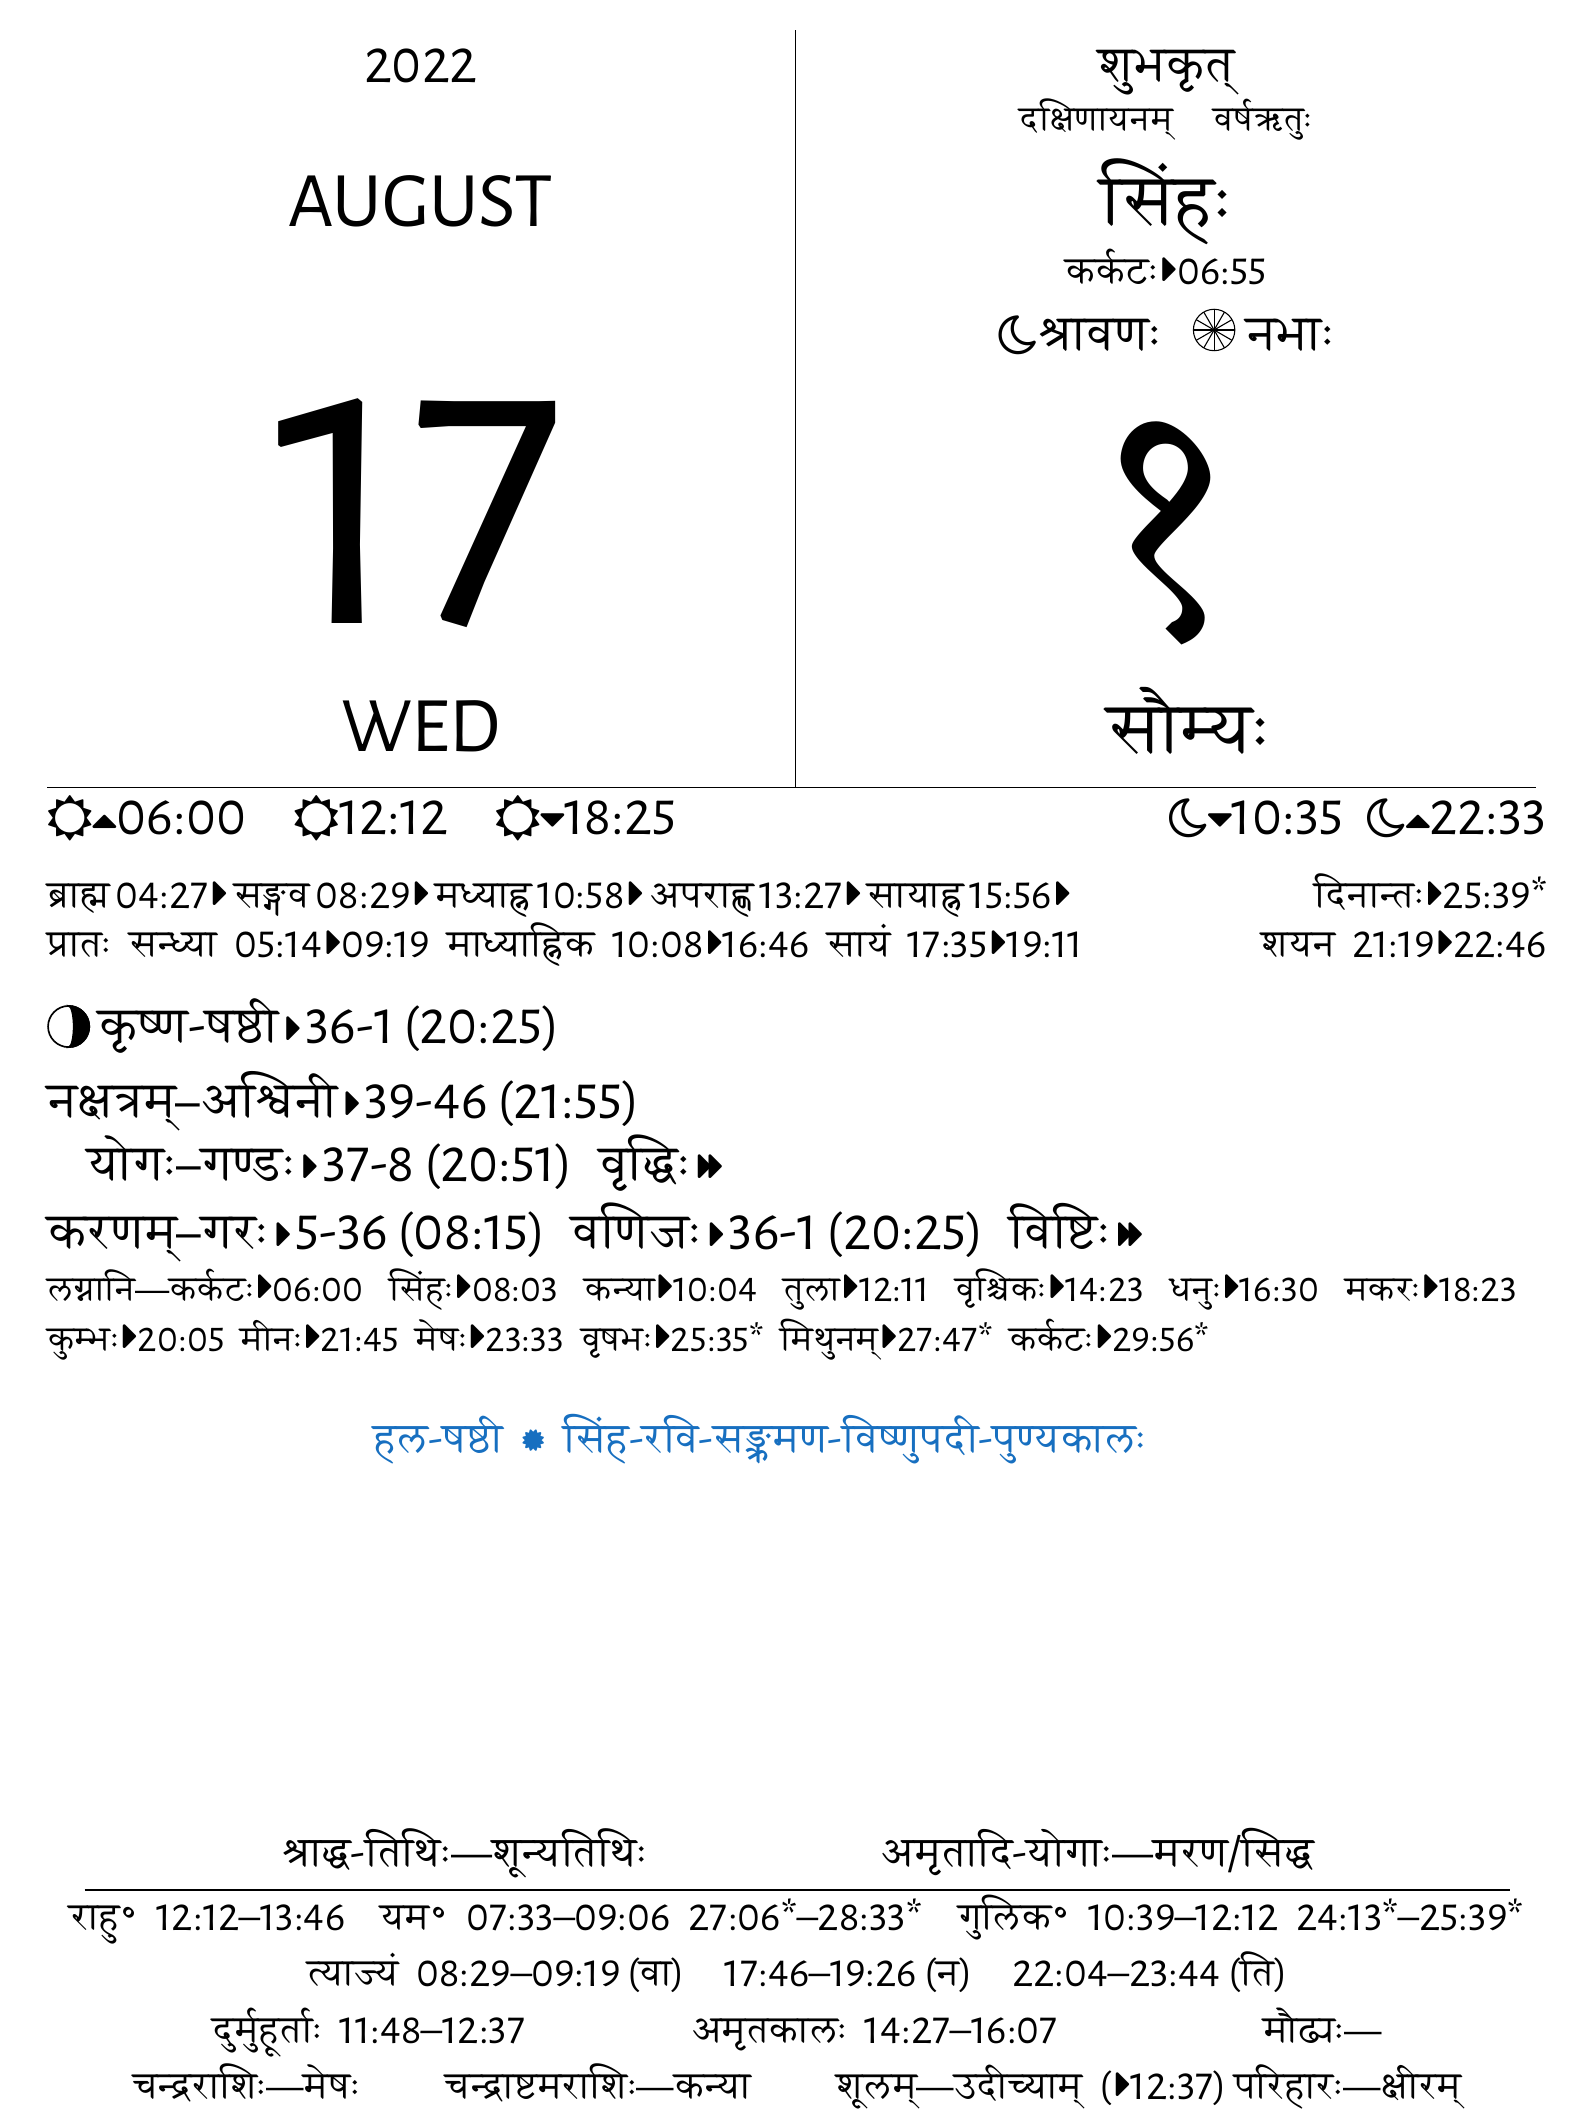 2022
AUGUST
17
WED
शुभकृत्
दक्षिणायनम् वर्षऋतुः
सिंहः
कर्कटः⏵06:55
श्रावणः नभाः
१
सौम्यः
06:00 12:12 18:25 10:35 22:33
ब्राह्म 04:27⏵ सङ्गव 08:29⏵ मध्याह्न 10:58⏵ अपराह्ण 13:27⏵ सायाह्न 15:56⏵ दिनान्तः⏵25:39*
प्रातः सन्ध्या 05:14⏵09:19 माध्याह्निक 10:08⏵16:46 सायं 17:35⏵19:11 शयन 21:19⏵22:46
कृष्ण-षष्ठी⏵36-1 (20:25)
नक्षत्रम्–अश्विनी⏵39-46 (21:55)
योगः–गण्डः⏵37-8 (20:51) वृद्धिः⏩
करणम्–गरः⏵5-36 (08:15) वणिजः⏵36-1 (20:25) विष्टिः⏩
लग्नानि—कर्कटः⏵06:00 सिंहः⏵08:03 कन्या⏵10:04 तुला⏵12:11 वृश्चिकः⏵14:23 धनुः⏵16:30 मकरः⏵18:23
कुम्भः⏵20:05 मीनः⏵21:45 मेषः⏵23:33 वृषभः⏵25:35* मिथुनम्⏵27:47* कर्कटः⏵29:56*
हल-षष्ठी ✹ सिंह-रवि-सङ्क्रमण-विष्णुपदी-पुण्यकालः
श्राद्ध-तिथिः—शून्यतिथिः अमृतादि-योगाः—मरण/सिद्ध
राहु॰ 12:12–13:46 यम॰ 07:33–09:06 27:06*–28:33* गुलिक॰ 10:39–12:12 24:13*–25:39*
त्याज्यं 08:29–09:19 (वा) 17:46–19:26 (न) 22:04–23:44 (ति)
दुर्मुहूर्ताः 11:48–12:37 अमृतकालः 14:27–16:07 मौढ्यः—
चन्द्रराशिः—मेषः चन्द्राष्टमराशिः—कन्या शूलम्—उदीच्याम् (⏵12:37) परिहारः—क्षीरम्